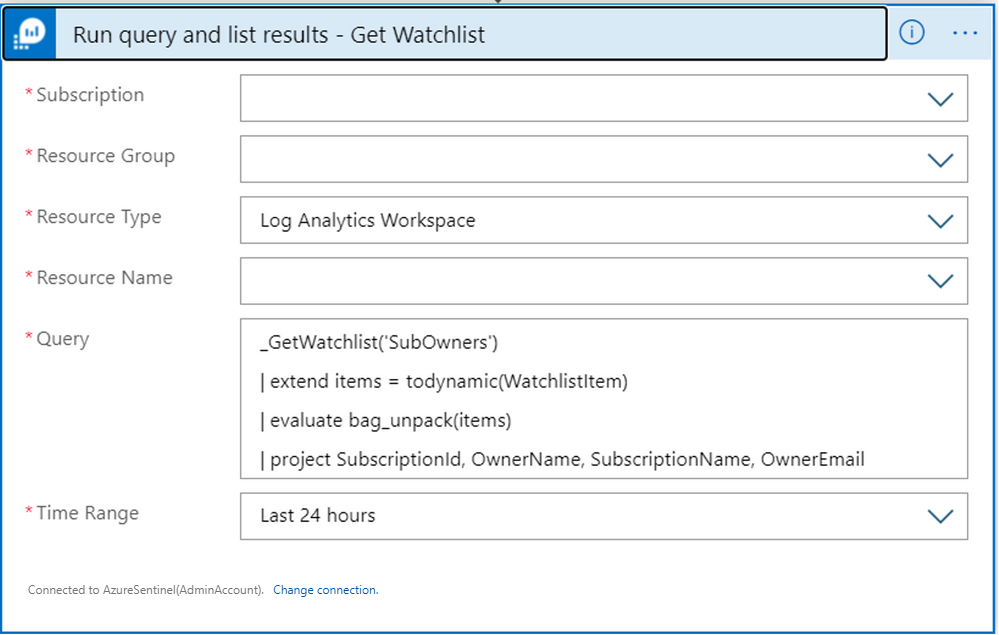 Run query and list results - Get Watchlist
* Subscription
* Resource Group
* Resource Type
Log Analytics Workspace
* Resource Name
* Query
_GetWatchlist('SubOwners')
| extend items = todynamic(WatchlistItem)
| evaluate bag_unpack(items)
| project SubscriptionId, OwnerName, SubscriptionName, OwnerEmail
* Time Range
Last 24 hours
Connected to AzureSentinel(AdminAccount). Change connection.